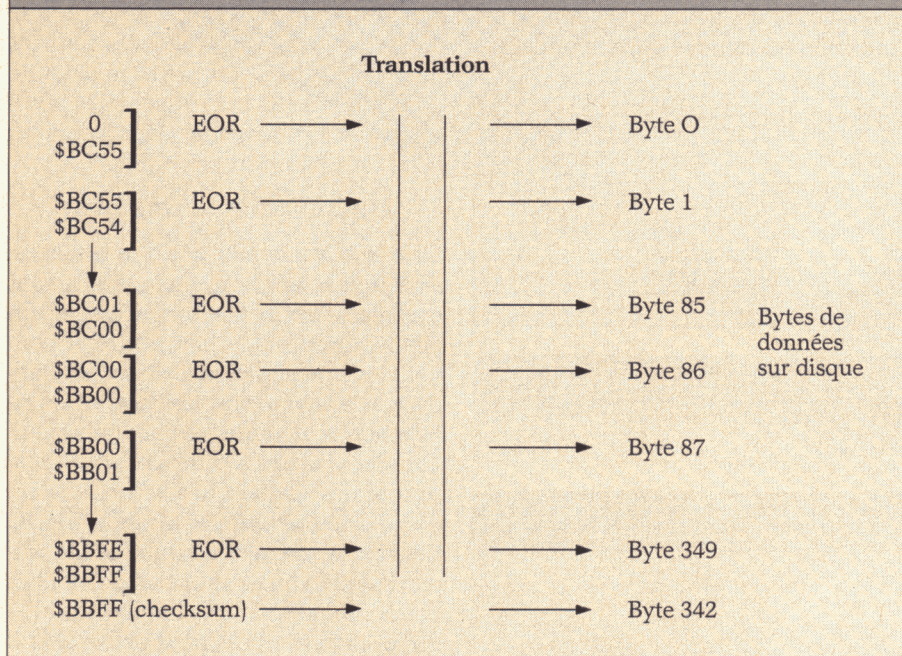 Translation
0 EOR Byte O
$BC55
$BC55 EOR Byte 1
$BC54
$BC01 EOR Byte 85
$BC00
Bytes de
données
sur disque
$BC00 EOR Byte 86
$BB00
$BB00 EOR Byte 87
$BB01
$BBFE EOR Byte 349
$BBFF
$BBFF (checksum) Byte 342